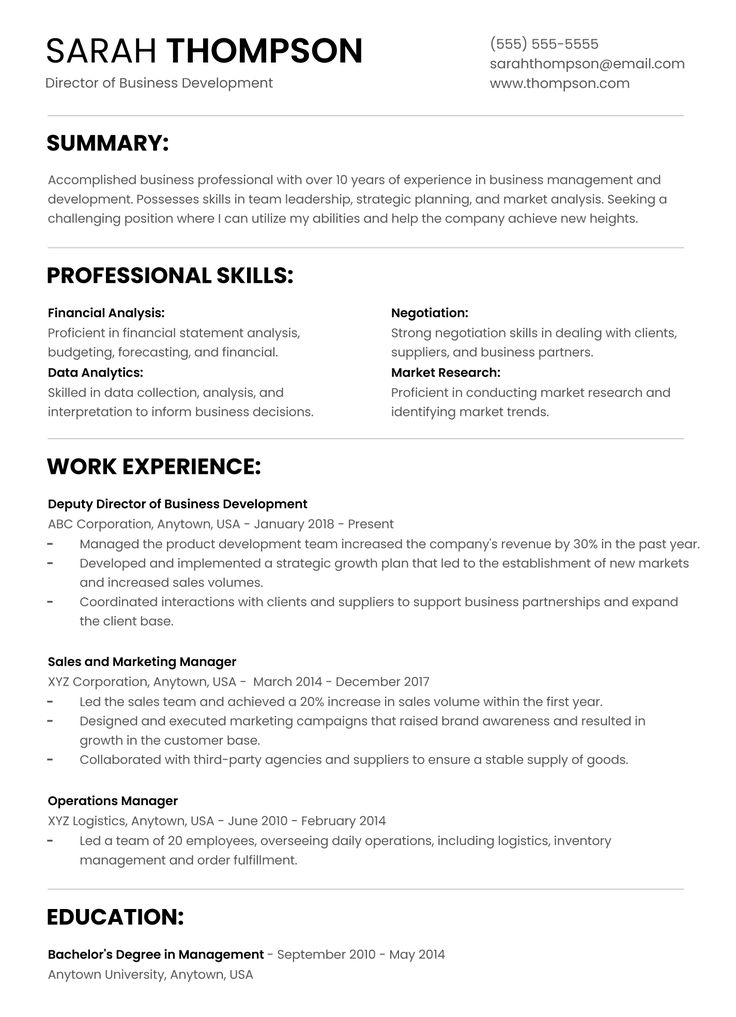 SARAH THOMPSON
Director of Business Development
(555) 555-5555
sarahthompson@email.com
www.thompson.com
SUMMARY:
Accomplished business professional with over 10 years of experience in business management and
development. Possesses skills in team leadership, strategic planning, and market analysis. Seeking a
challenging position where I can utilize my abilities and help the company achieve new heights.
PROFESSIONAL SKILLS:
Financial Analysis:
Proficient in financial statement analysis,
budgeting, forecasting, and financial.
Data Analytics:
Skilled in data collection, analysis, and
interpretation to inform business decisions.
Negotiation:
Strong negotiation skills in dealing with clients,
suppliers, and business partners.
Market Research:
Proficient in conducting market research and
identifying market trends.
WORK EXPERIENCE:
Deputy Director of Business Development
ABC Corporation, Anytown, USA - January 2018 - Present
- Managed the product development team increased the company's revenue by 30% in the past year.
- Developed and implemented a strategic growth plan that led to the establishment of new markets
and increased sales volumes.
- Coordinated interactions with clients and suppliers to support business partnerships and expand
the client base.
Sales and Marketing Manager
XYZ Corporation, Anytown, USA - March 2014 - December 2017
- Led the sales team and achieved a 20% increase in sales volume within the first year.
- Designed and executed marketing campaigns that raised brand awareness and resulted in
growth in the customer base.
- Collaborated with third-party agencies and suppliers to ensure a stable supply of goods.
Operations Manager
XYZ Logistics, Anytown, USA - June 2010 - February 2014
- Led a team of 20 employees, overseeing daily operations, including logistics, inventory
management and order fulfillment.
EDUCATION:
Bachelor's Degree in Management - September 2010 - May 2014
Anytown University, Anytown, USA